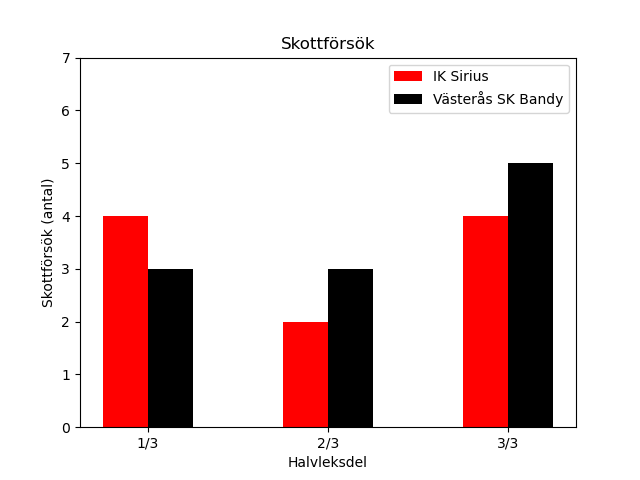 Skottförsök
IK Sirius
Västerås SK Bandy
7
6
5
4
3
2
1
0
Skottförsök (antal)
1/3
2/3
3/3
Halvleksdel